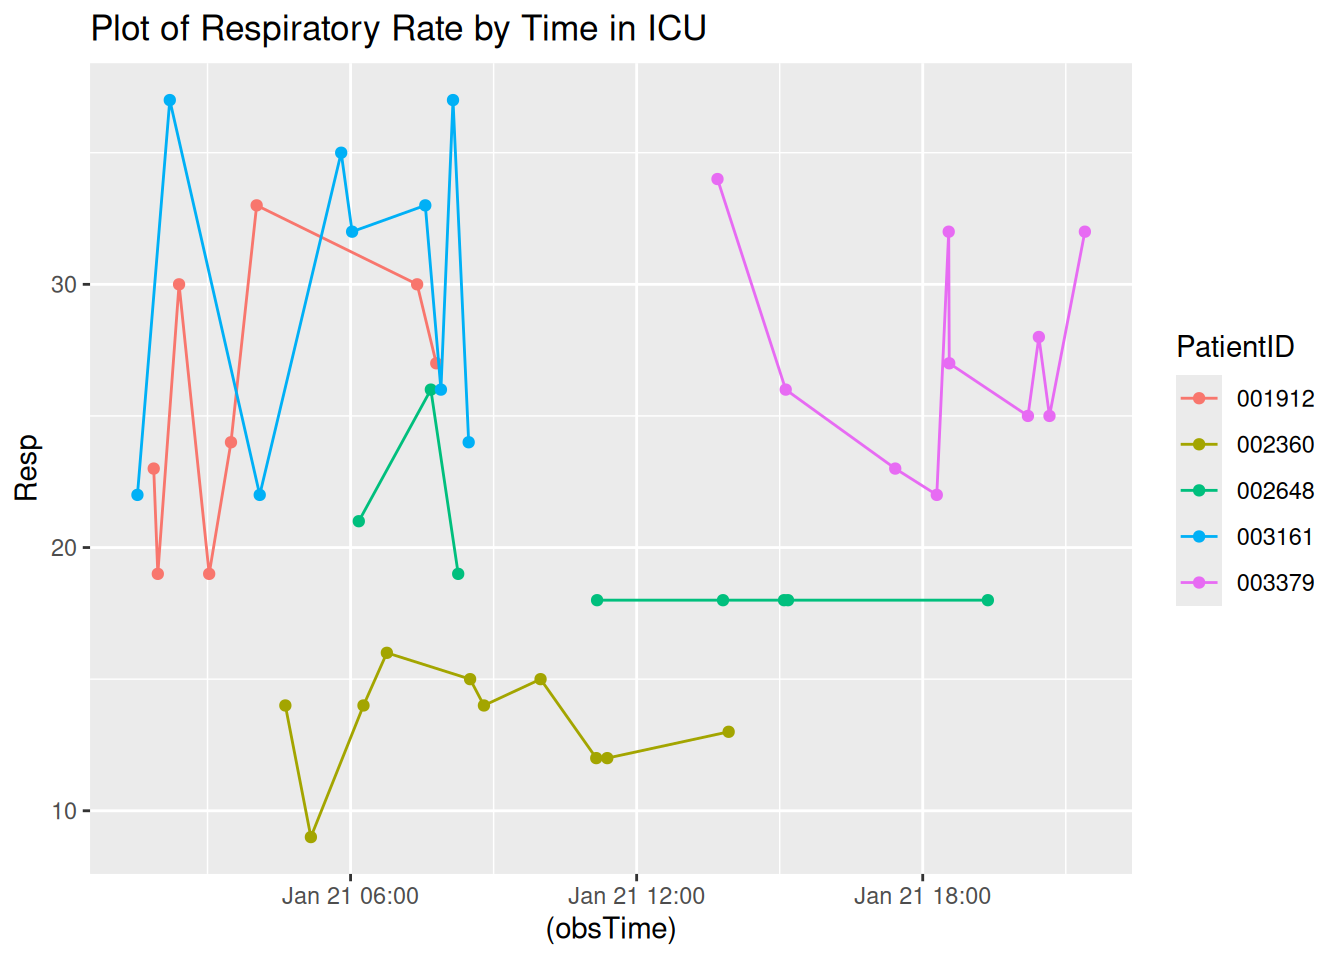 Plot of Respiratory Rate by Time in ICU
Resp
30
20
10
Jan 21 06:00
Jan 21 12:00
Jan 21 18:00
(obsTime)
PatientID
001912
002360
002648
003161
003379